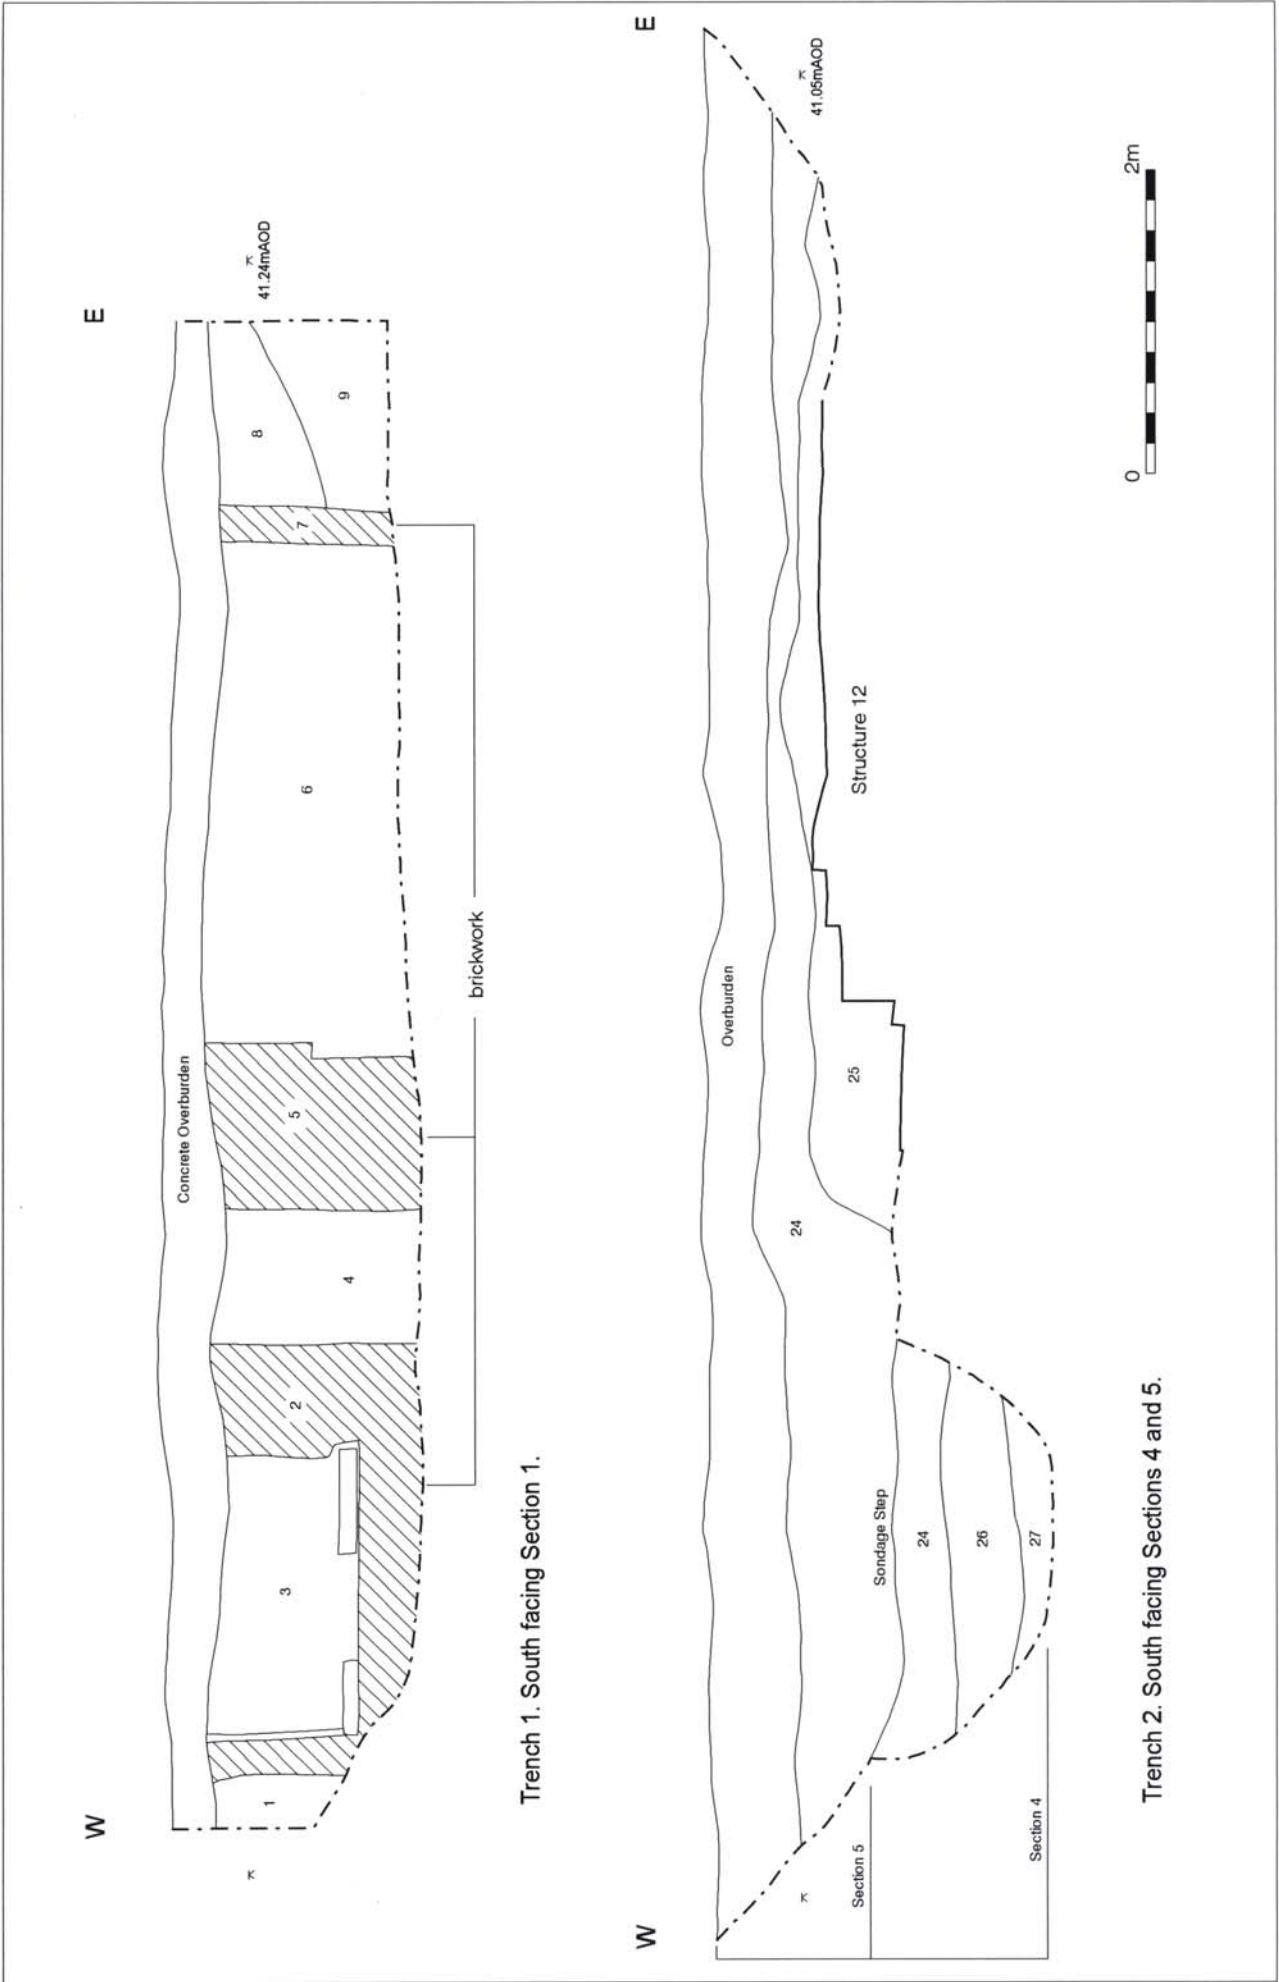 W
E
Concrete Overburden
41.24mAOD
1
2
3
4
5
6
7
8
9
brickwork
Trench 1. South facing Section 1.
W
E
Overburden
41.05mAOD
24
25
Structure 12
Sondage Step
24
26
27
Section 5
Section 4
0
2m
Trench 2. South facing Sections 4 and 5.